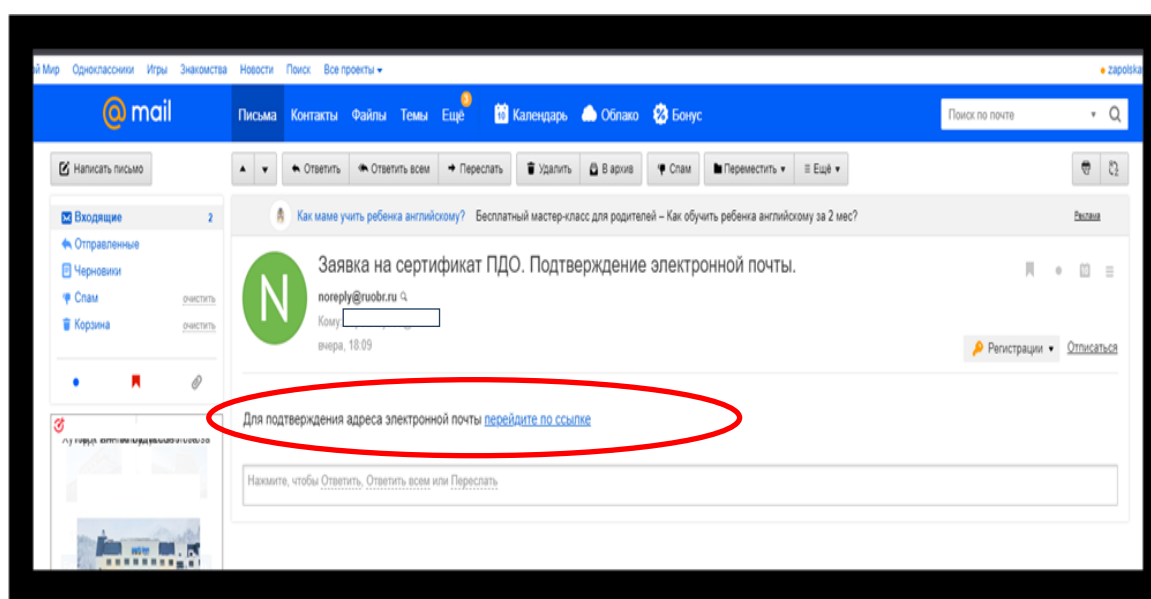 й Мир Одноклассники Игры Знакомства Новости Поиск Все проекты
zapolska
@mail Письма Контакты Файлы Темы Ещё 3 10 Календарь Облако Бонус Поиск по почте
Написать письмо Ответить Ответить всем Переслать Удалить В архив Спам Переместить Ещё
Входящие 2
Отправленные
Черновики
Спам очистить
Корзина очистить
Как маме учить ребенка английскому? Бесплатный мастер-класс для родителей – Как обучить ребенка английскому за 2 мес? Реклама
N
Заявка на сертификат ПДО. Подтверждение электронной почты.
noreply@ruobr.ru
Кому:
вчера, 18:09
Регистрации Отписаться
Для подтверждения адреса электронной почты перейдите по ссылке
Нажмите, чтобы Ответить, Ответить всем или Переслать